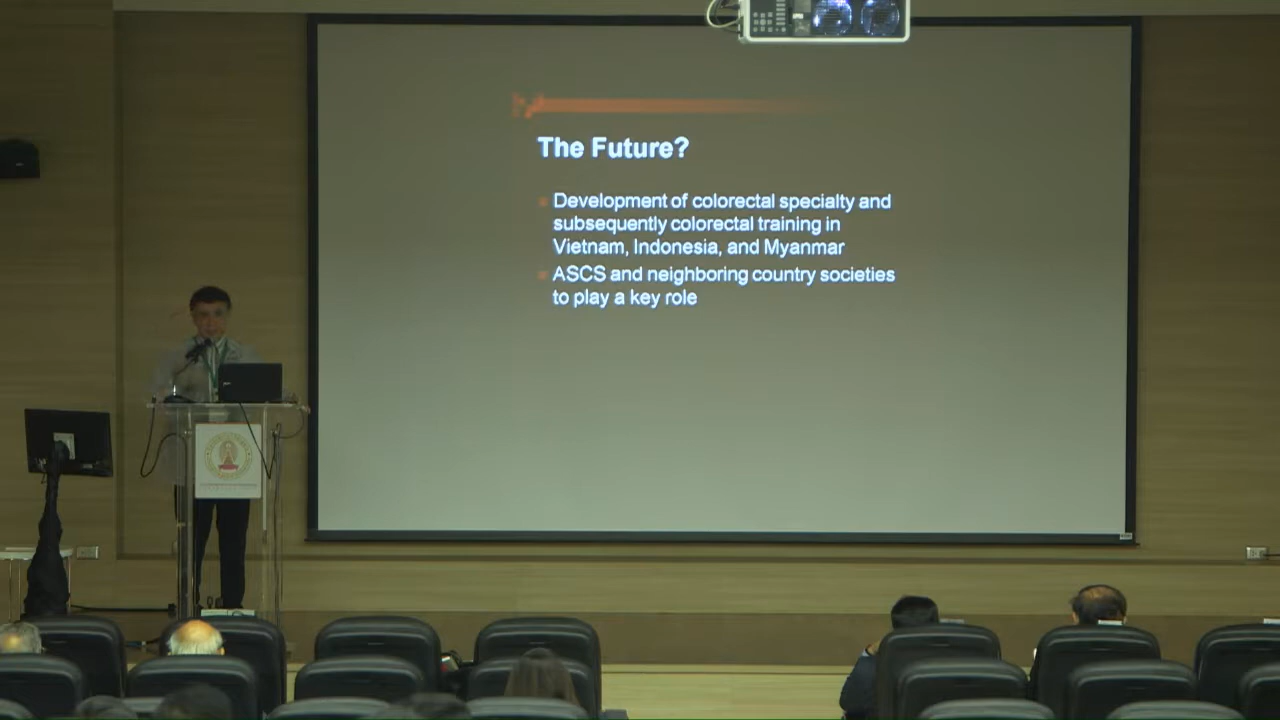 The Future?
Development of colorectal specialty and
subsequently colorectal training in
Vietnam, Indonesia, and Myanmar
ASCS and neighboring country societies
to play a key role